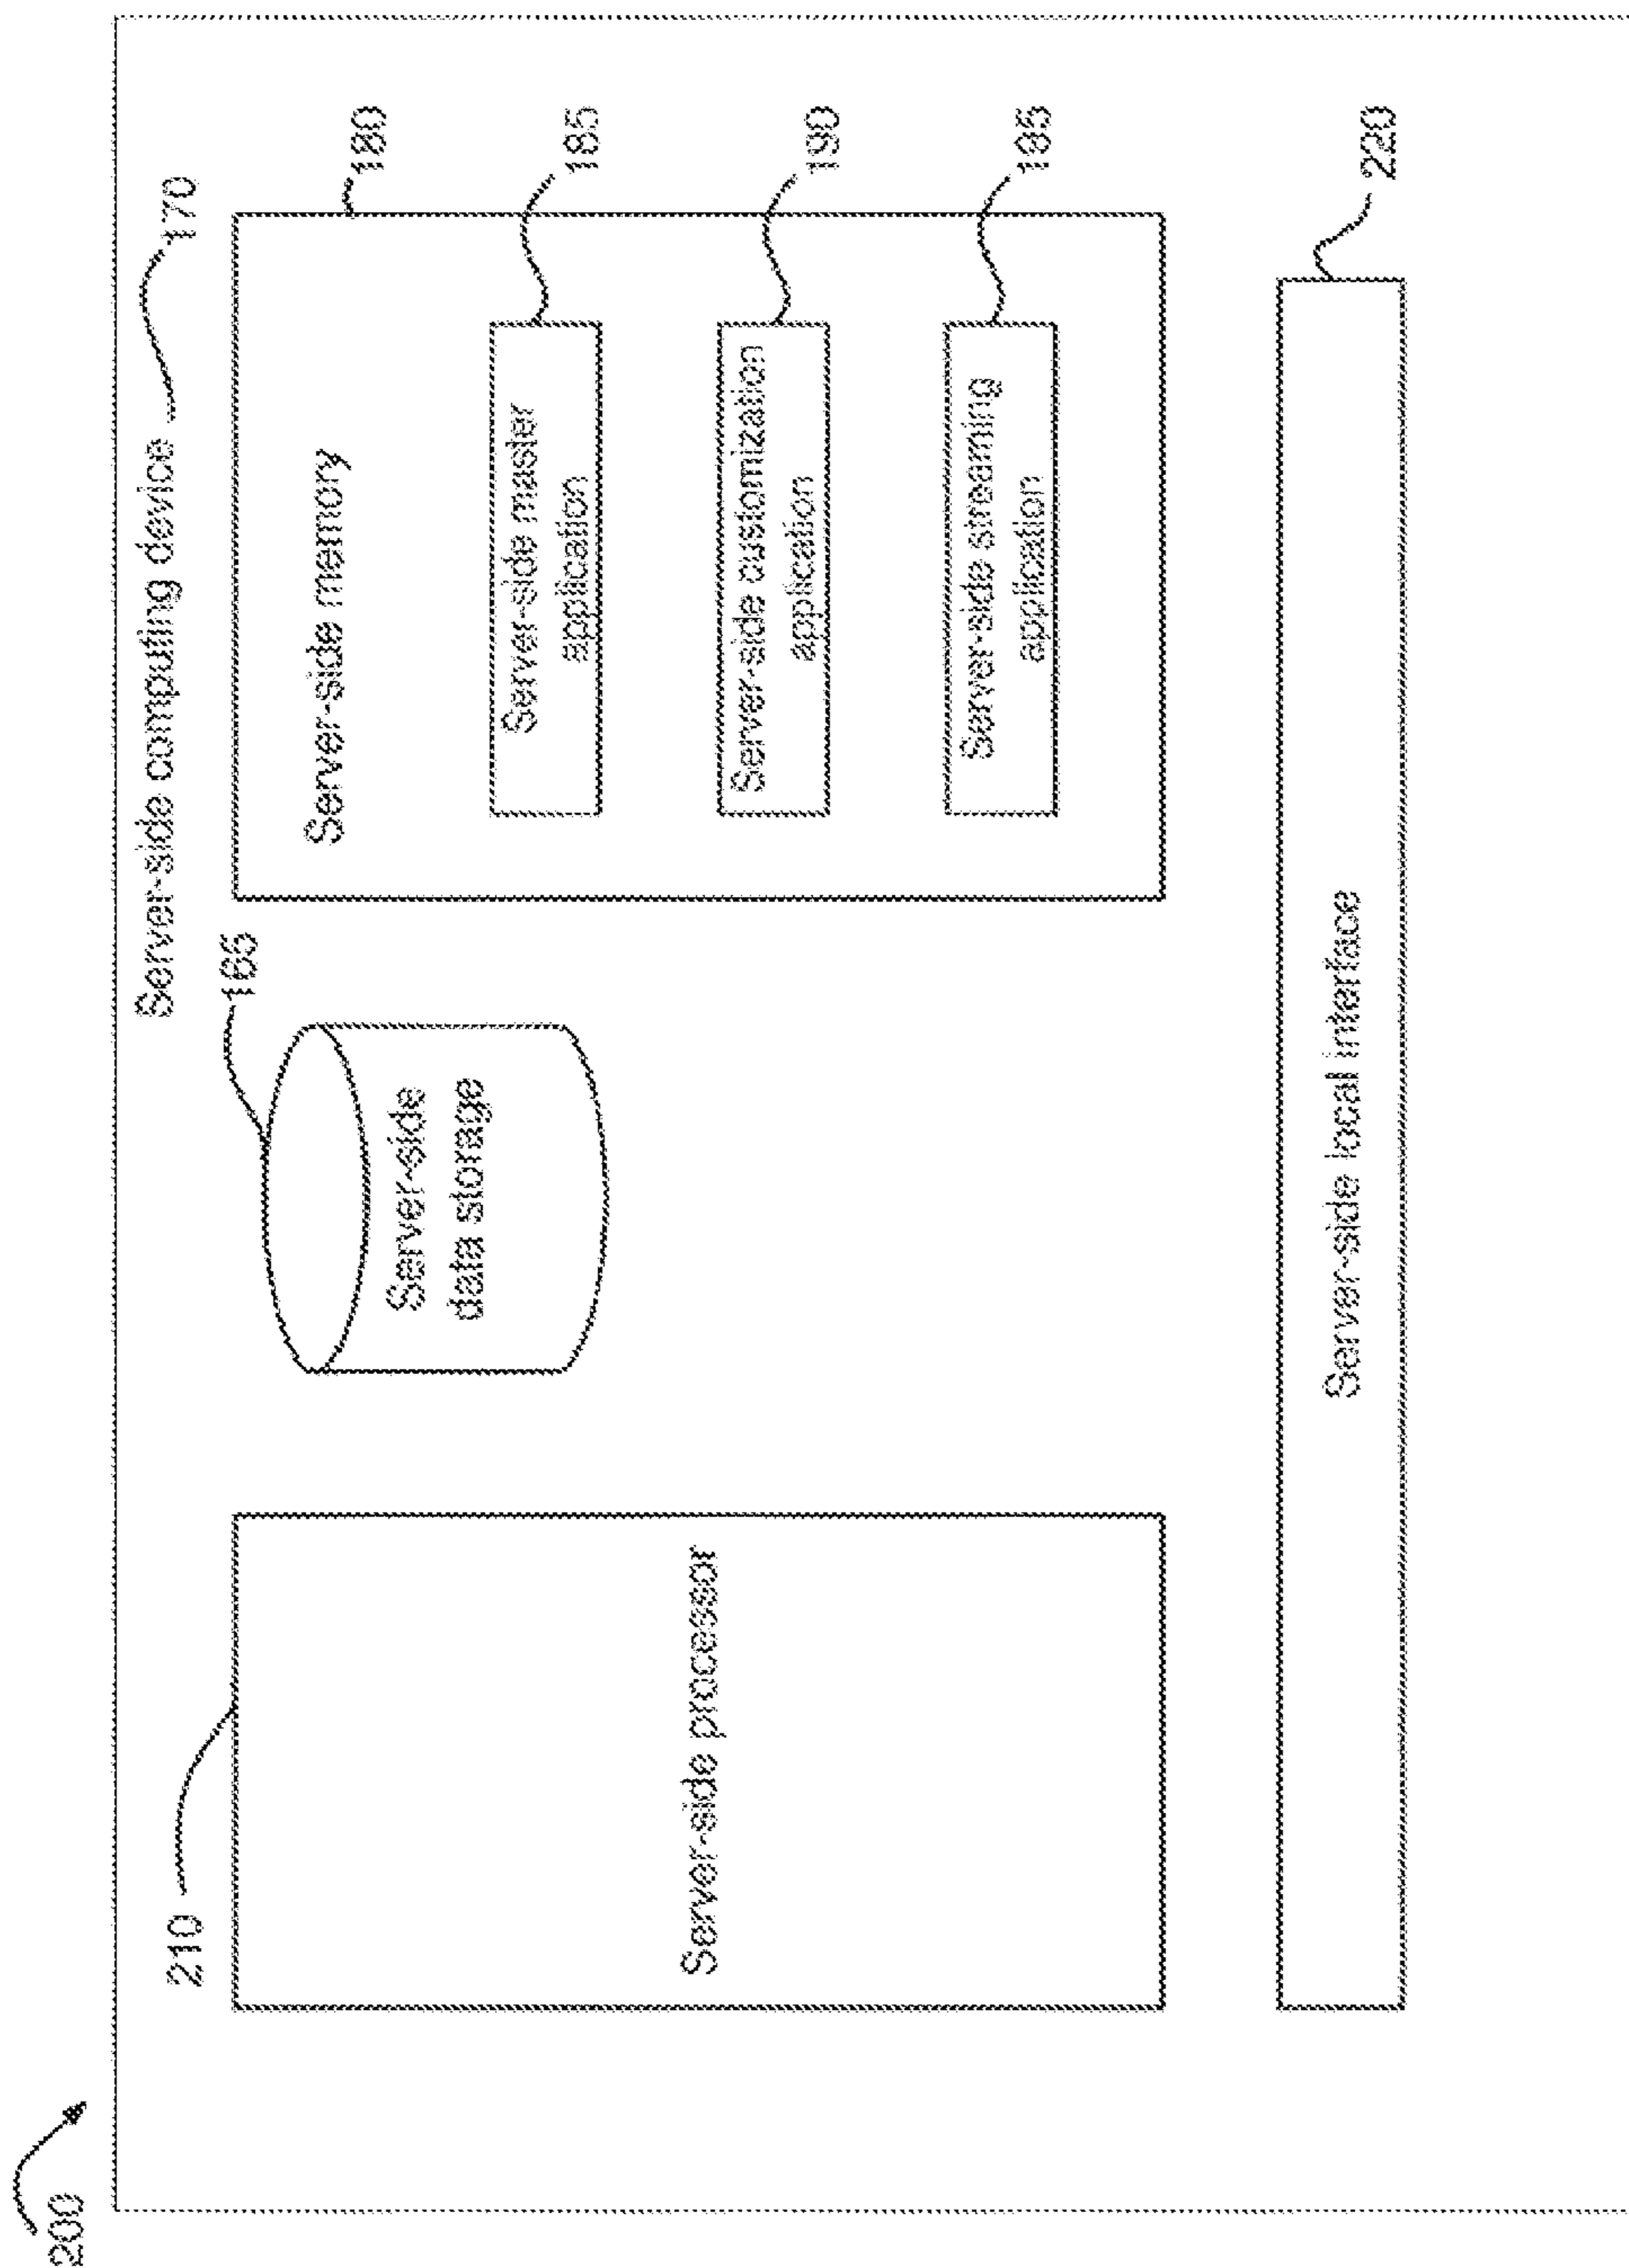 200
Server-side computing device 170
210
165
180
Server-side memory
Server-side
data storage
Server-side master
application
185
Server-side processor
Server-side customization
application
190
Server-side streaming
application
185
Server-side local interface
220